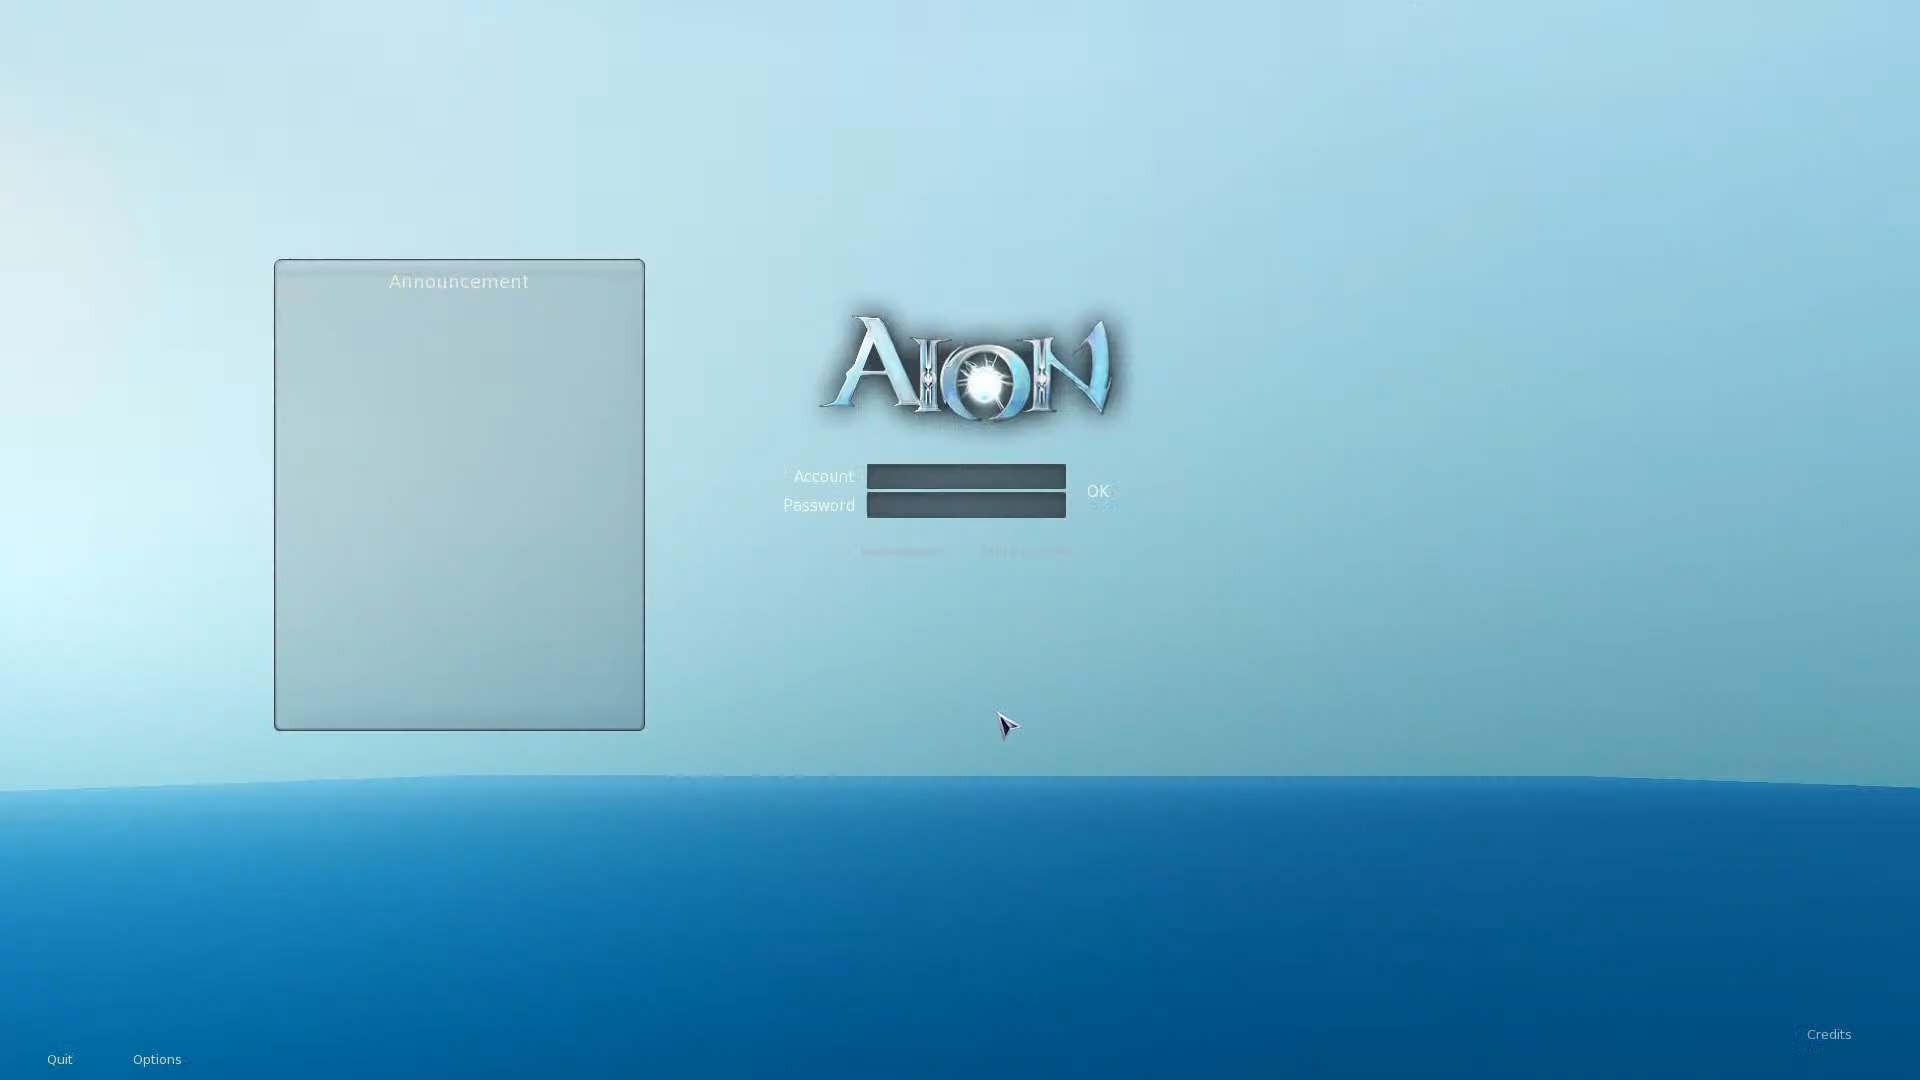 Announcement
AION
Account
Password
OK
Credits
Quit
Options